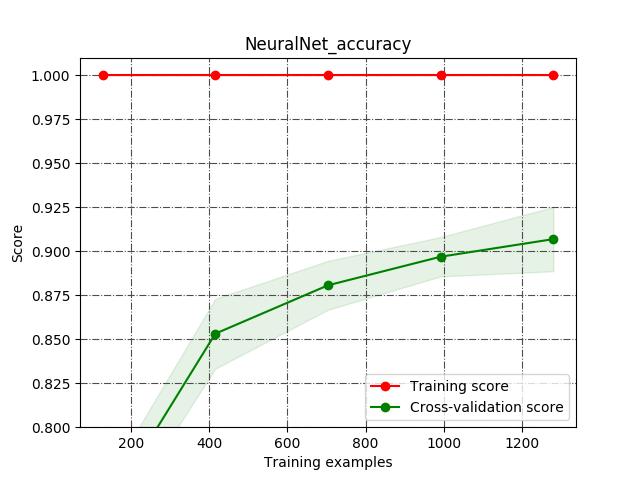 NeuralNet_accuracy
Score
1.000
0.975
0.950
0.925
0.900
0.875
0.850
0.825
0.800
200 400 600 800 1000 1200
Training examples
Training score
Cross-validation score